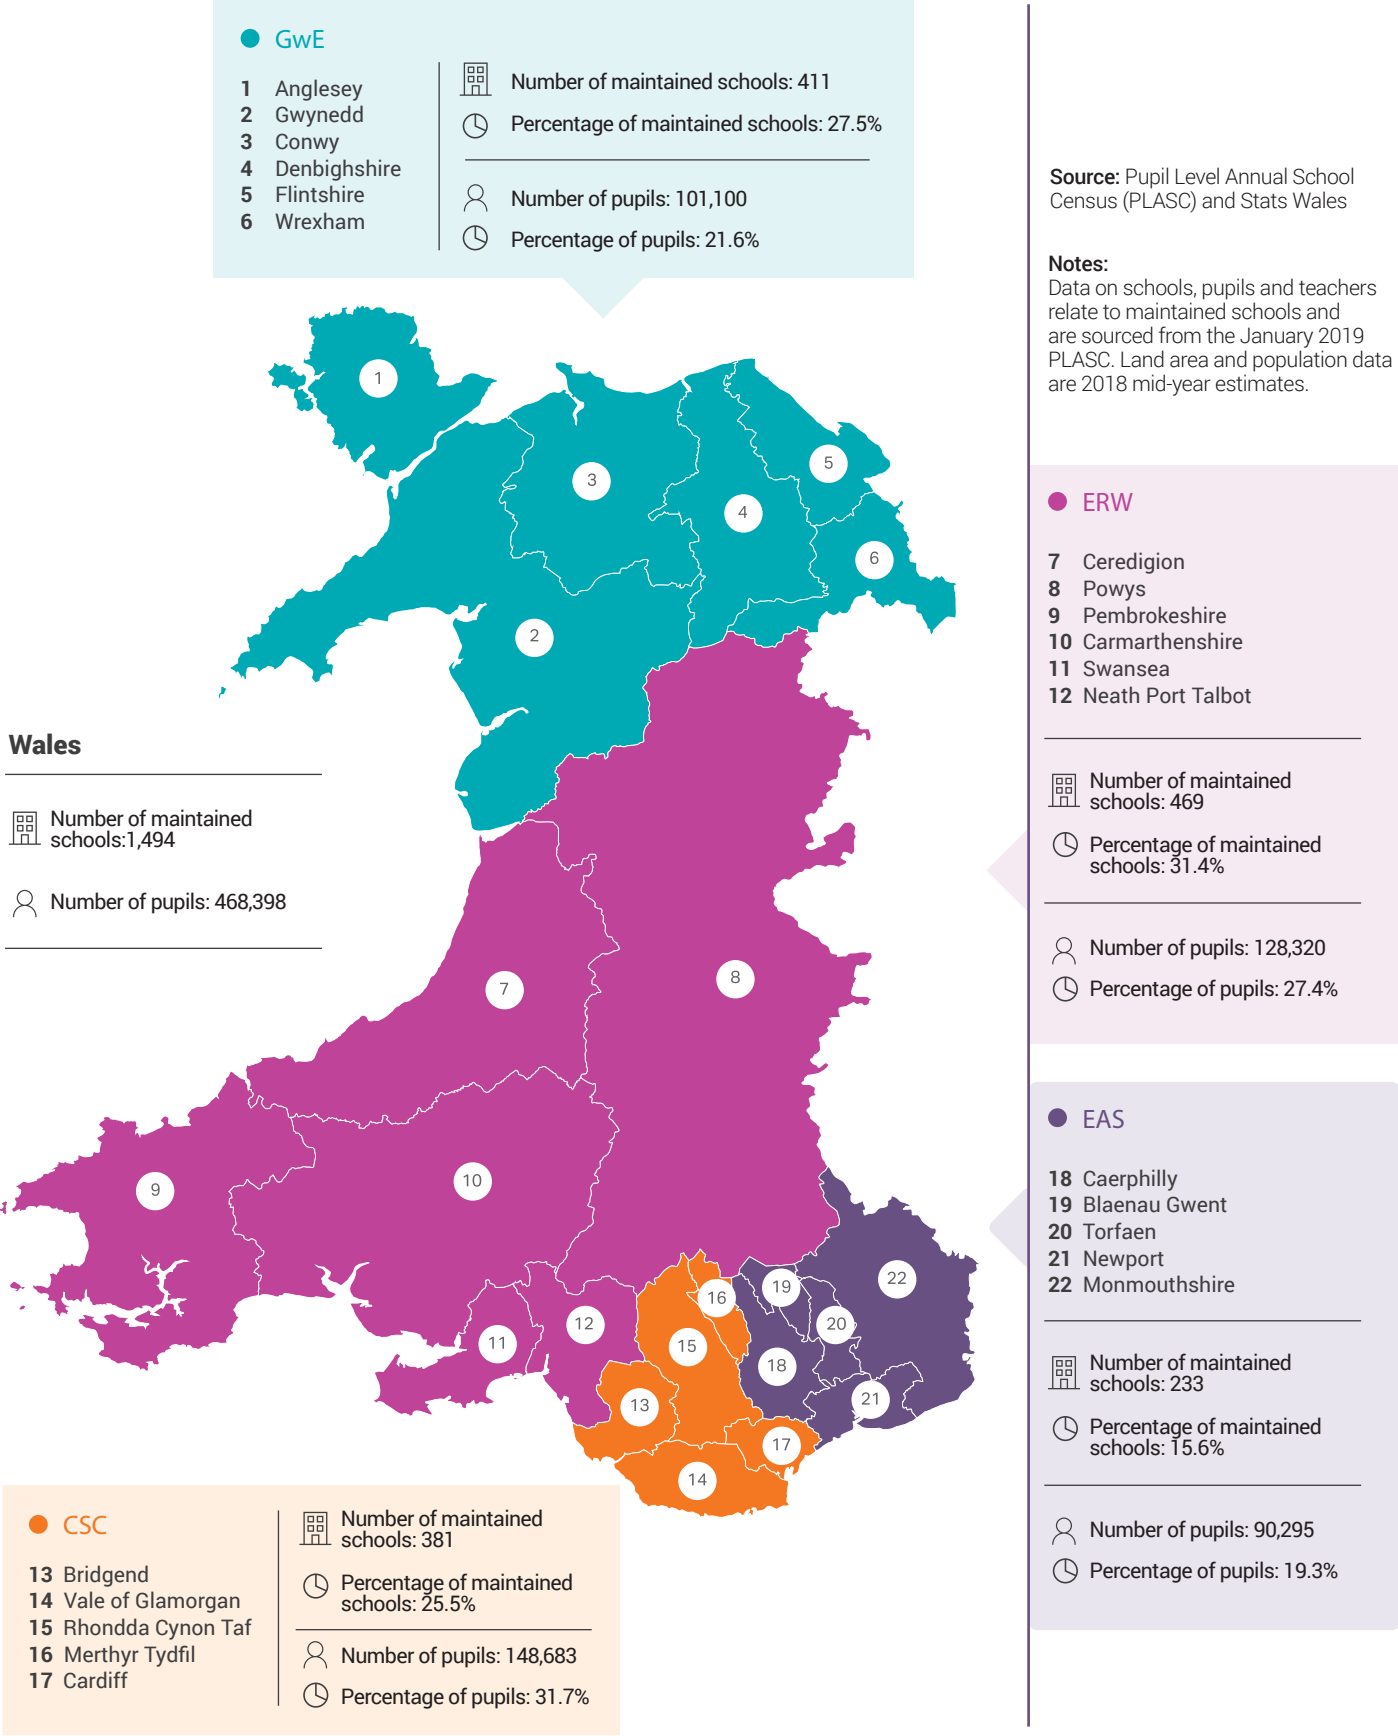 GwE
1 Anglesey
2 Gwynedd
3 Conwy
4 Denbighshire
5 Flintshire
6 Wrexham
Number of maintained schools: 411
Percentage of maintained schools: 27.5%
Number of pupils: 101,100
Percentage of pupils: 21.6%
Source: Pupil Level Annual School
Census (PLASC) and Stats Wales
Notes:
Data on schools, pupils and teachers
relate to maintained schools and
are sourced from the January 2019
PLASC. Land area and population data
are 2018 mid-year estimates.
1
3
5
4
6
2
Wales
Number of maintained
schools:1,494
Number of pupils: 468,398
7
8
9
10
11
12
13
14
15
16
17
18
19
20
21
22
ERW
7 Ceredigion
8 Powys
9 Pembrokeshire
10 Carmarthenshire
11 Swansea
12 Neath Port Talbot
Number of maintained
schools: 469
Percentage of maintained
schools: 31.4%
Number of pupils: 128,320
Percentage of pupils: 27.4%
EAS
18 Caerphilly
19 Blaenau Gwent
20 Torfaen
21 Newport
22 Monmouthshire
Number of maintained
schools: 233
Percentage of maintained
schools: 15.6%
Number of pupils: 90,295
Percentage of pupils: 19.3%
CSC
13 Bridgend
14 Vale of Glamorgan
15 Rhondda Cynon Taf
16 Merthyr Tydfil
17 Cardiff
Number of maintained
schools: 381
Percentage of maintained
schools: 25.5%
Number of pupils: 148,683
Percentage of pupils: 31.7%